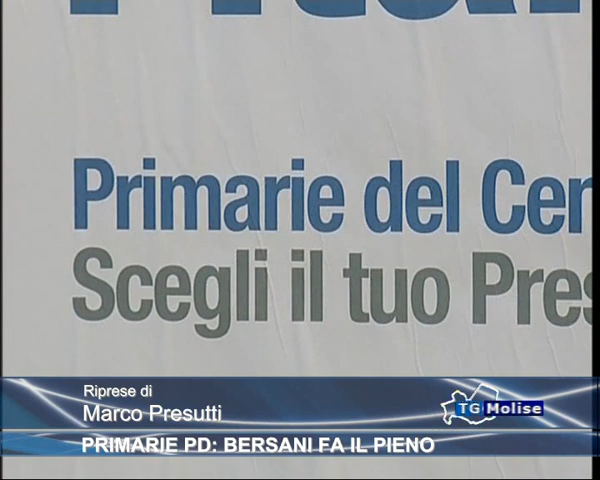 Primarie del Cen
Scegli il tuo Pres
Riprese di
Marco Presutti
TG Molise
PRIMARIE PD: BERSANI FA IL PIENO